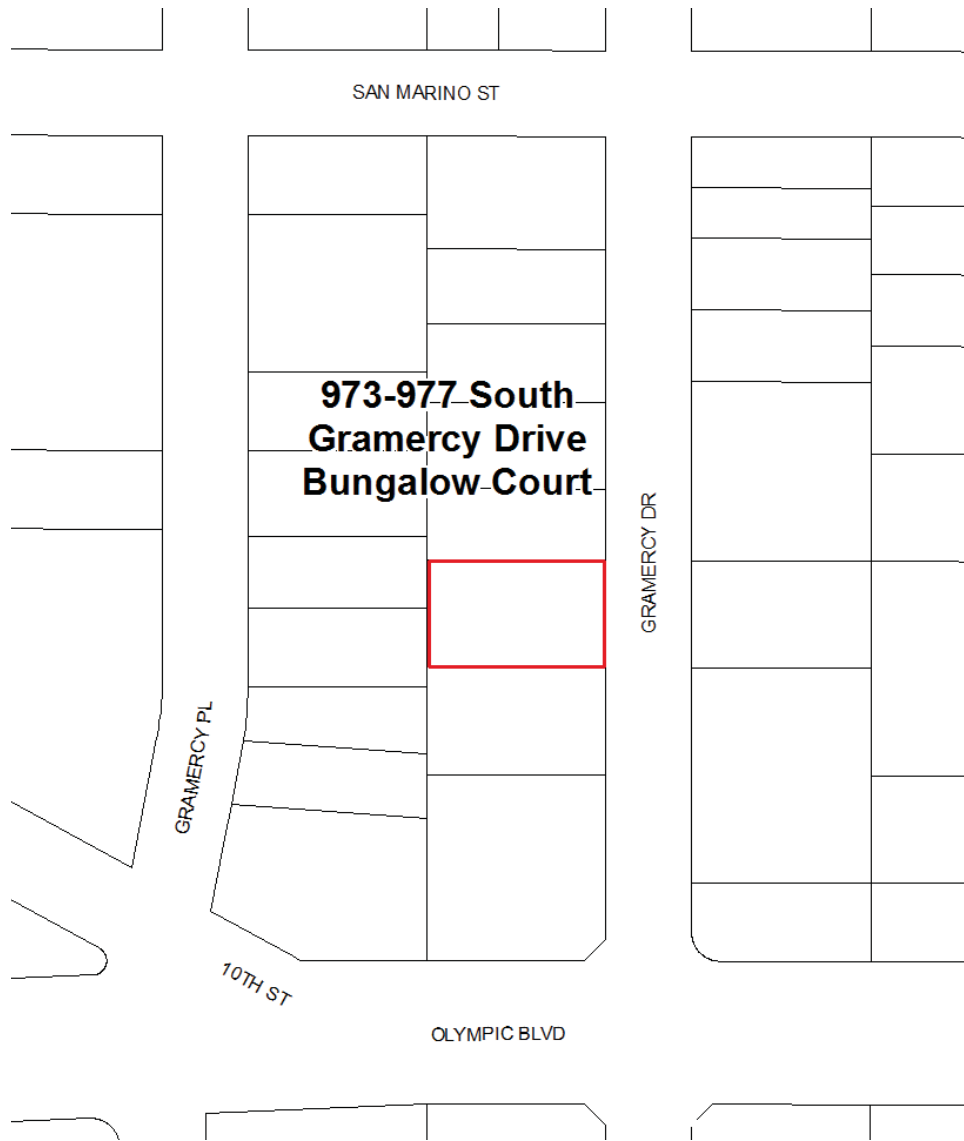 SAN MARINO ST
973-977 South
Gramercy Drive
Bungalow Court
GRAMERCY DR
GRAMERCY PL
10TH ST
OLYMPIC BLVD